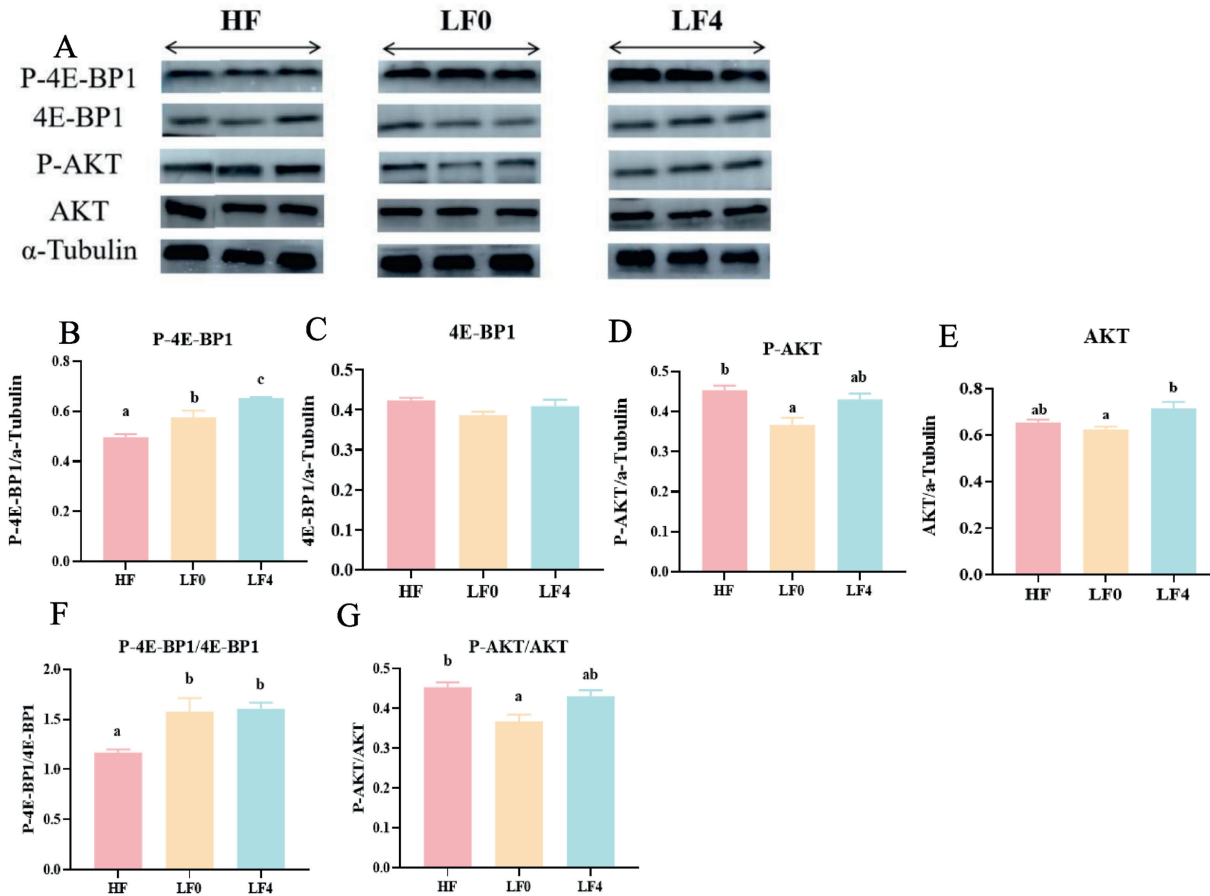 HF LF0 LF4
A
P-4E-BP1
4E-BP1
P-AKT
AKT
α-Tubulin
B
P-4E-BP1
P-4E-BP1/a-Tubulin
0.8
0.6
0.4
0.2
0.0
a
b
c
HF LF0 LF4
C
4E-BP1
4E-BP1/a-Tubulin
0.5
0.4
0.3
0.2
0.1
0.0
HF LF0 LF4
D
P-AKT
P-AKT/a-Tubulin
0.5
0.4
0.3
0.2
0.1
0.0
b
a
ab
HF LF0 LF4
E
AKT
AKT/a-Tubulin
0.8
0.6
0.4
0.2
0.0
ab
a
b
HF LF0 LF4
F
P-4E-BP1/4E-BP1
P-4E-BP1/4E-BP1
2.0
1.5
1.0
0.5
0.0
a
b
b
HF LF0 LF4
G
P-AKT/AKT
P-AKT/AKT
0.5
0.4
0.3
0.2
0.1
0.0
b
a
ab
HF LF0 LF4